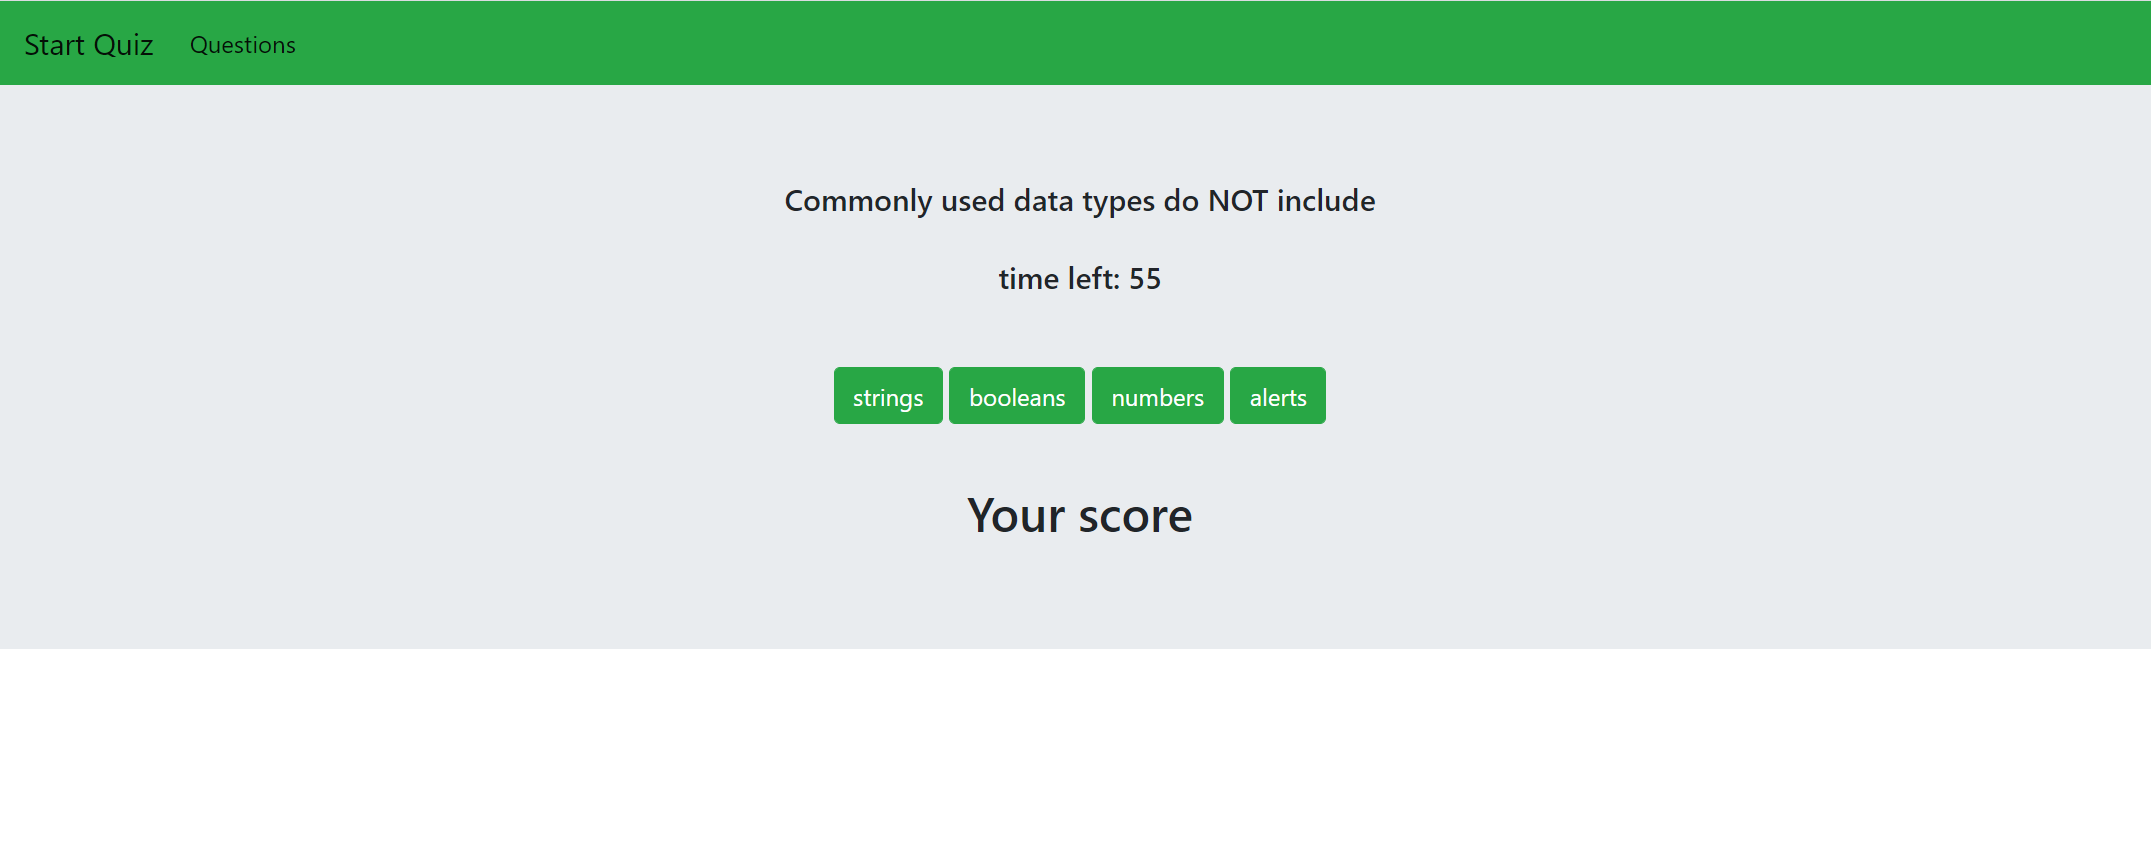 Start Quiz Questions
Commonly used data types do NOT include
time left: 55
strings booleans numbers alerts
Your score